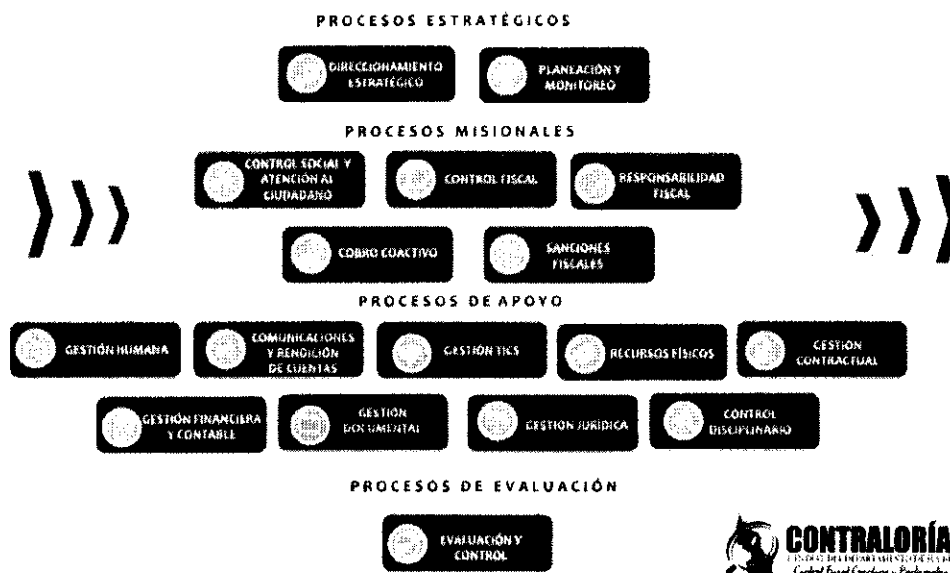 PROCESOS ESTRATÉGICOS
DIRECCIONAMIENTO
ESTRATÉGICO
PLANEACIÓN Y
MONITOREO
PROCESOS MISIONALES
CONTROL SOCIAL Y
ATENCIÓN AL
CIUDADANO
CONTROL FISCAL
RESPONSABILIDAD
FISCAL
COBRO COACTIVO
SANCIONES
FISCALES
PROCESOS DE APOYO
GESTIÓN HUMANA
COMUNICACIONES
Y RENDICIÓN
DE CUENTAS
GESTIÓN TICS
RECURSOS FÍSICOS
GESTIÓN
CONTRACTUAL
GESTIÓN FINANCIERA
Y CONTABLE
GESTIÓN
DOCUMENTAL
GESTIÓN JURÍDICA
CONTROL
DISCIPLINARIO
PROCESOS DE EVALUACIÓN
EVALUACIÓN Y
CONTROL
CONTRALORÍA
Control Fiscal